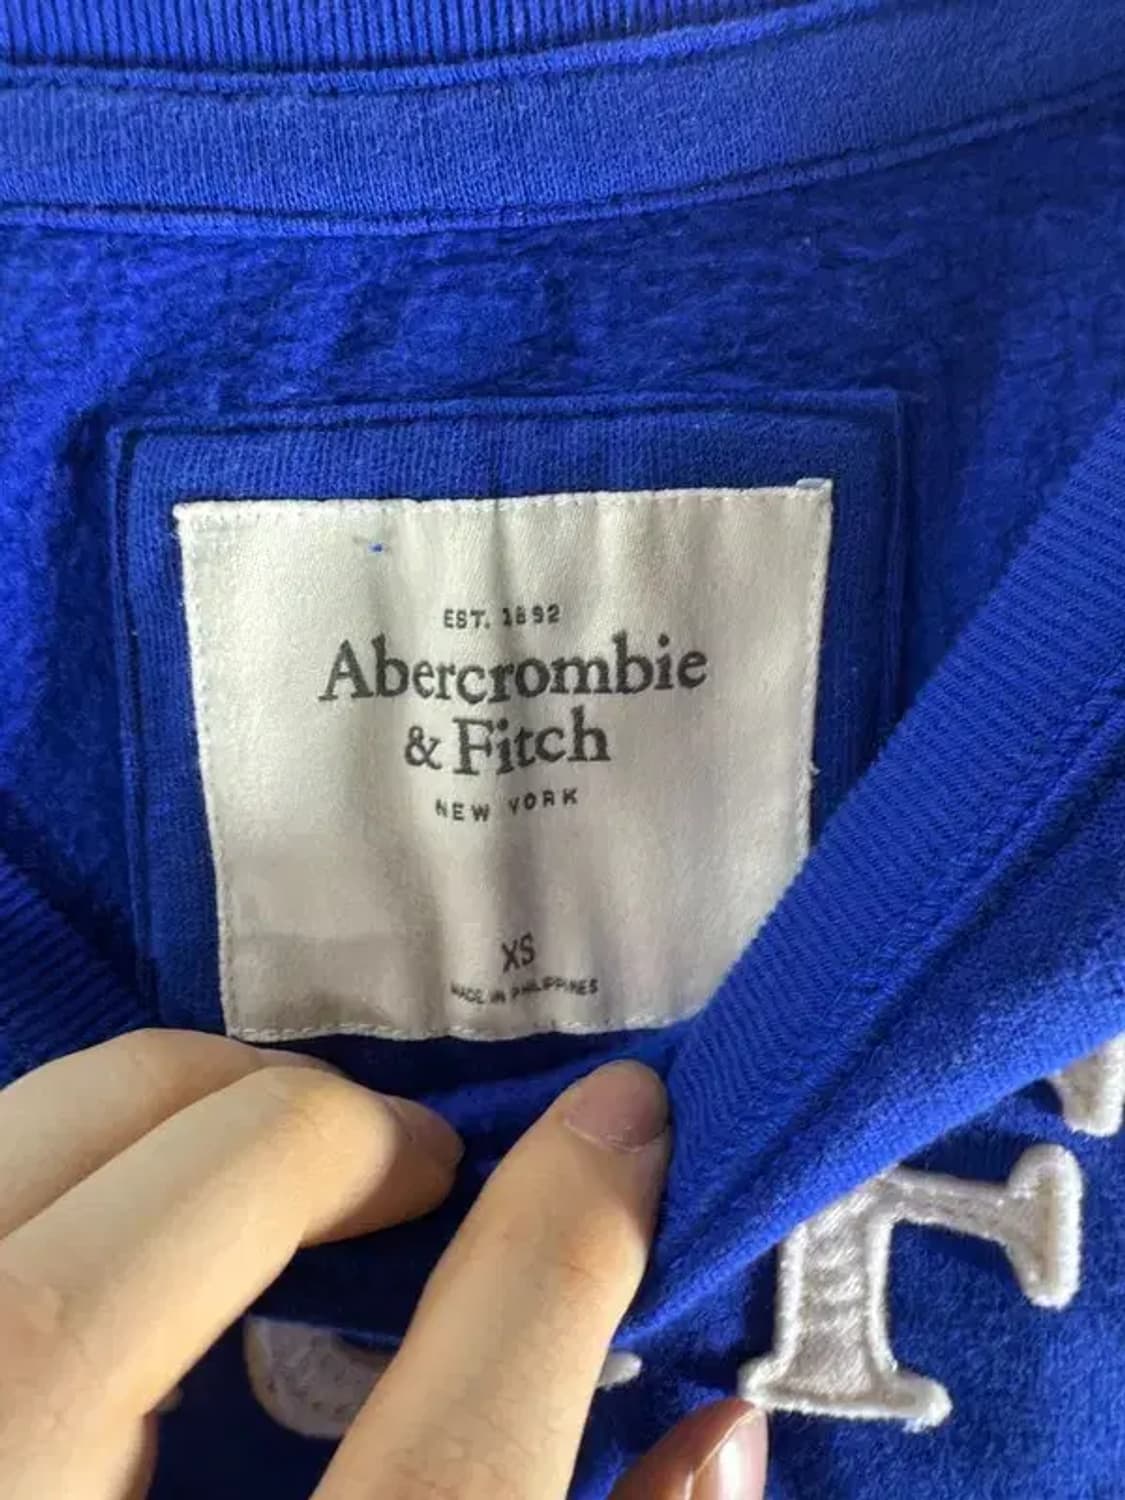 EST. 1892
Abercrombie
& Fitch
NEW YORK
XS
MADE IN PHILIPPINES
F